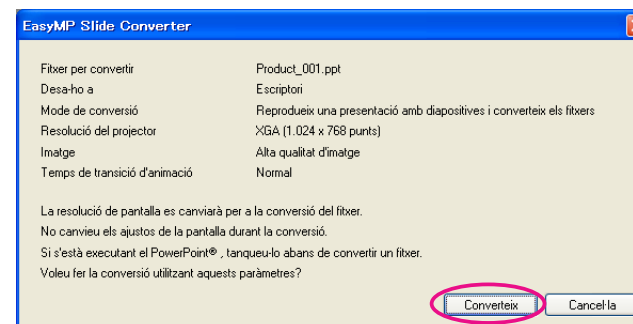 EasyMP Slide Converter
Fitxer per convertir Product_001.ppt
Desa-ho a Escriptori
Mode de conversió Reprodueix una presentació amb diapositives i converteix els fitxers
Resolució del projector XGA (1.024 x 768 punts)
Imatge Alta qualitat d'imatge
Temps de transició d'animació Normal
La resolució de pantalla es canviarà per a la conversió del fitxer.
No canvieu els ajustos de la pantalla durant la conversió.
Si s'està executant el PowerPoint® , tanqueu-lo abans de convertir un fitxer.
Voleu fer la conversió utilitzant aquests paràmetres?
Converteix Cancel·la